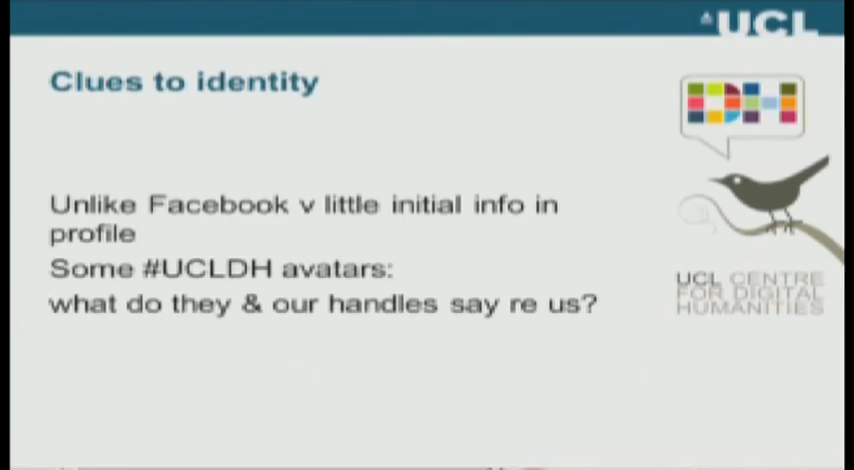 UCL
Clues to identity
DH
Unlike Facebook v little initial info in
profile
Some #UCLDH avatars:
what do they & our handles say re us?
UCL CENTRE
FOR DIGITAL
HUMANITIES